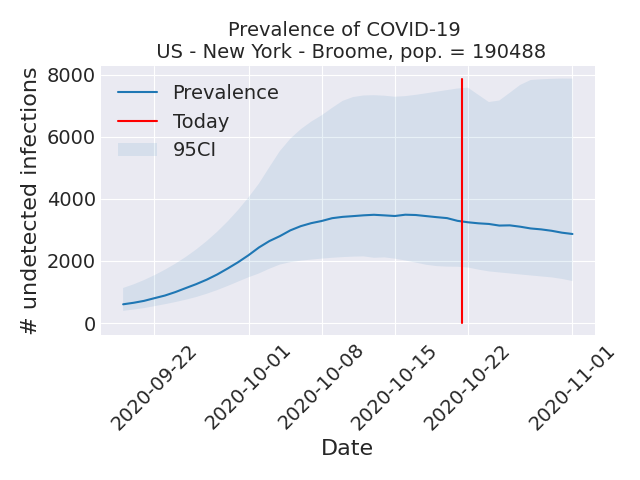 Prevalence of COVID-19
US - New York - Broome, pop. = 190488
8000
6000
4000
2000
0
# undetected infections
Prevalence
Today
95CI
2020-09-22
2020-10-01
2020-10-08
2020-10-15
2020-10-22
2020-11-01
Date